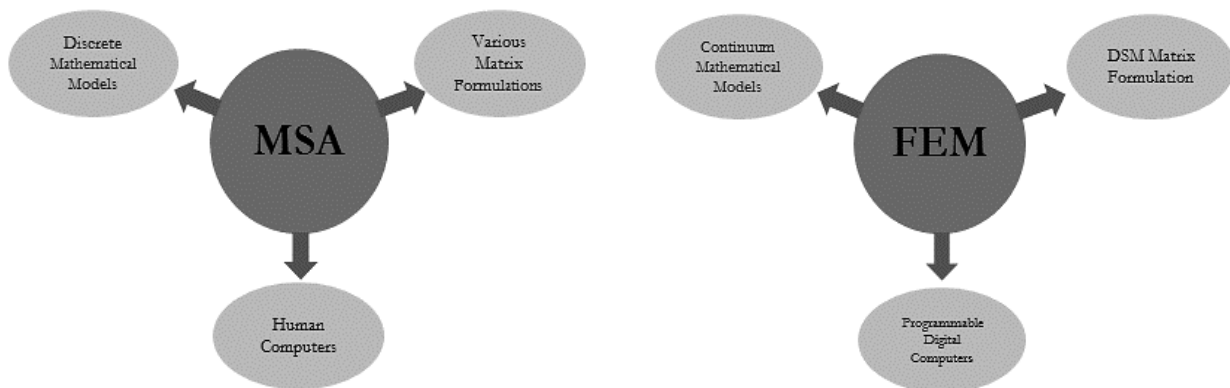 Discrete
Mathematical
Models
MSA
Various
Matrix
Formulations
Human
Computers
Continuum
Mathematical
Models
FEM
DSM Matrix
Formulation
Programmable
Digital
Computers